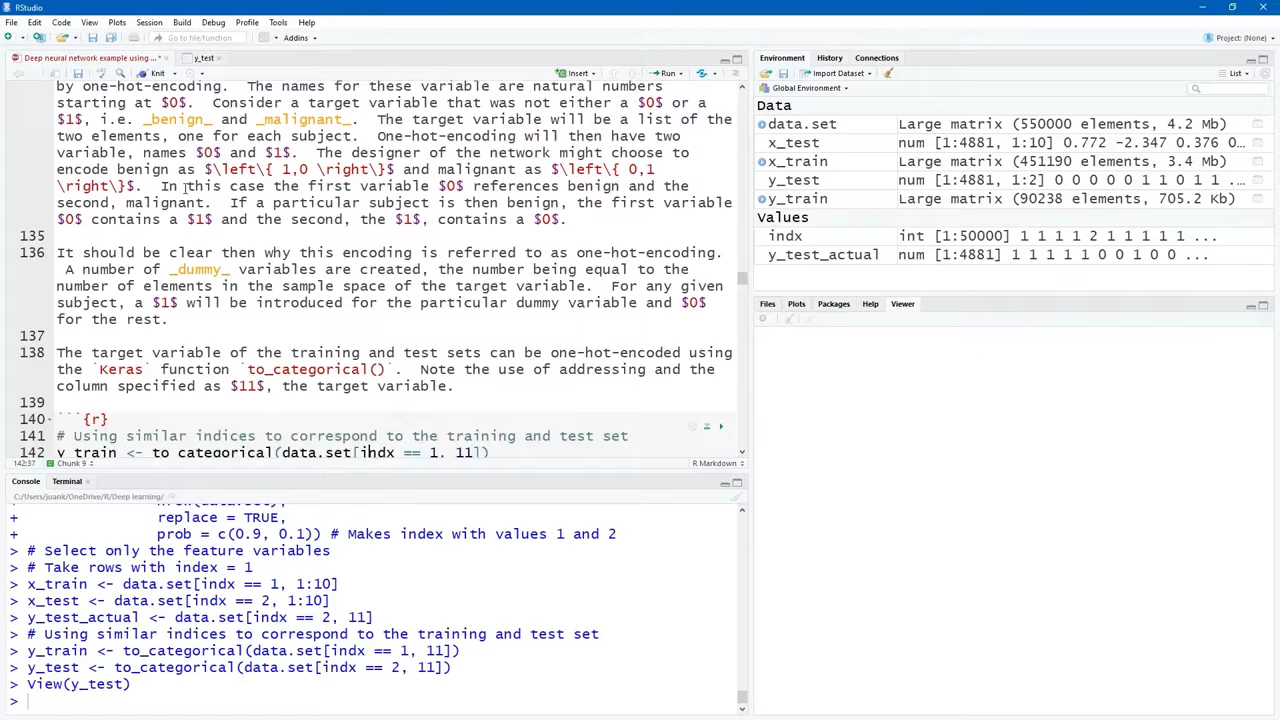 RStudio
File Edit Code View Plots Session Build Debug Profile Tools Help
Go to file/function Addins Project: (None)
Deep neural network example using ...* y_test
Knit Insert Run
by one-hot-encoding.  The names for these variable are natural numbers
starting at $0$.  Consider a target variable that was not either a $0$ or a
$1$, i.e. _benign_ and _malignant_.  The target variable will be a list of the
two elements, one for each subject.  One-hot-encoding will then have two
variable, names $0$ and $1$.  The designer of the network might choose to
encode benign as $\left\{ 1,0 \right\}$ and malignant as $\left\{ 0,1
\right\}$.  In this case the first variable $0$ references benign and the
second, malignant.  If a particular subject is then benign, the first variable
$0$ contains a $1$ and the second, the $1$, contains a $0$.
135
136 It should be clear then why this encoding is referred to as one-hot-encoding.
A number of _dummy_ variables are created, the number being equal to the
number of elements in the sample space of the target variable.  For any given
subject, a $1$ will be introduced for the particular dummy variable and $0$
for the rest.
137
138 The target variable of the training and test sets can be one-hot-encoded using
the `Keras` function `to_categorical()`.  Note the use of addressing and the
column specified as $11$, the target variable.
139
140 ```{r}
141 # Using similar indices to correspond to the training and test set
142 y_train <- to_categorical(data.set[indx == 1, 11])
142:37 Chunk 9 R Markdown
Console Terminal
C:/Users/juank/OneDrive/R/Deep learning/
+ nrow(data.set),
+ replace = TRUE,
+ prob = c(0.9, 0.1)) # Makes index with values 1 and 2
> # Select only the feature variables
> # Take rows with index = 1
> x_train <- data.set[indx == 1, 1:10]
> x_test <- data.set[indx == 2, 1:10]
> y_test_actual <- data.set[indx == 2, 11]
> # Using similar indices to correspond to the training and test set
> y_train <- to_categorical(data.set[indx == 1, 11])
> y_test <- to_categorical(data.set[indx == 2, 11])
> View(y_test)
>
Environment History Connections
Import Dataset List
Global Environment
Data
data.set Large matrix (550000 elements, 4.2 Mb)
x_test num [1:4881, 1:10] 0.772 -2.347 0.376 0...
x_train Large matrix (451190 elements, 3.4 Mb)
y_test num [1:4881, 1:2] 0 0 0 0 0 1 1 0 1 1 ...
y_train Large matrix (90238 elements, 705.2 Kb)
Values
indx int [1:50000] 1 1 1 1 2 1 1 1 1 1 ...
y_test_actual num [1:4881] 1 1 1 1 1 0 0 1 0 0 ...
Files Plots Packages Help Viewer